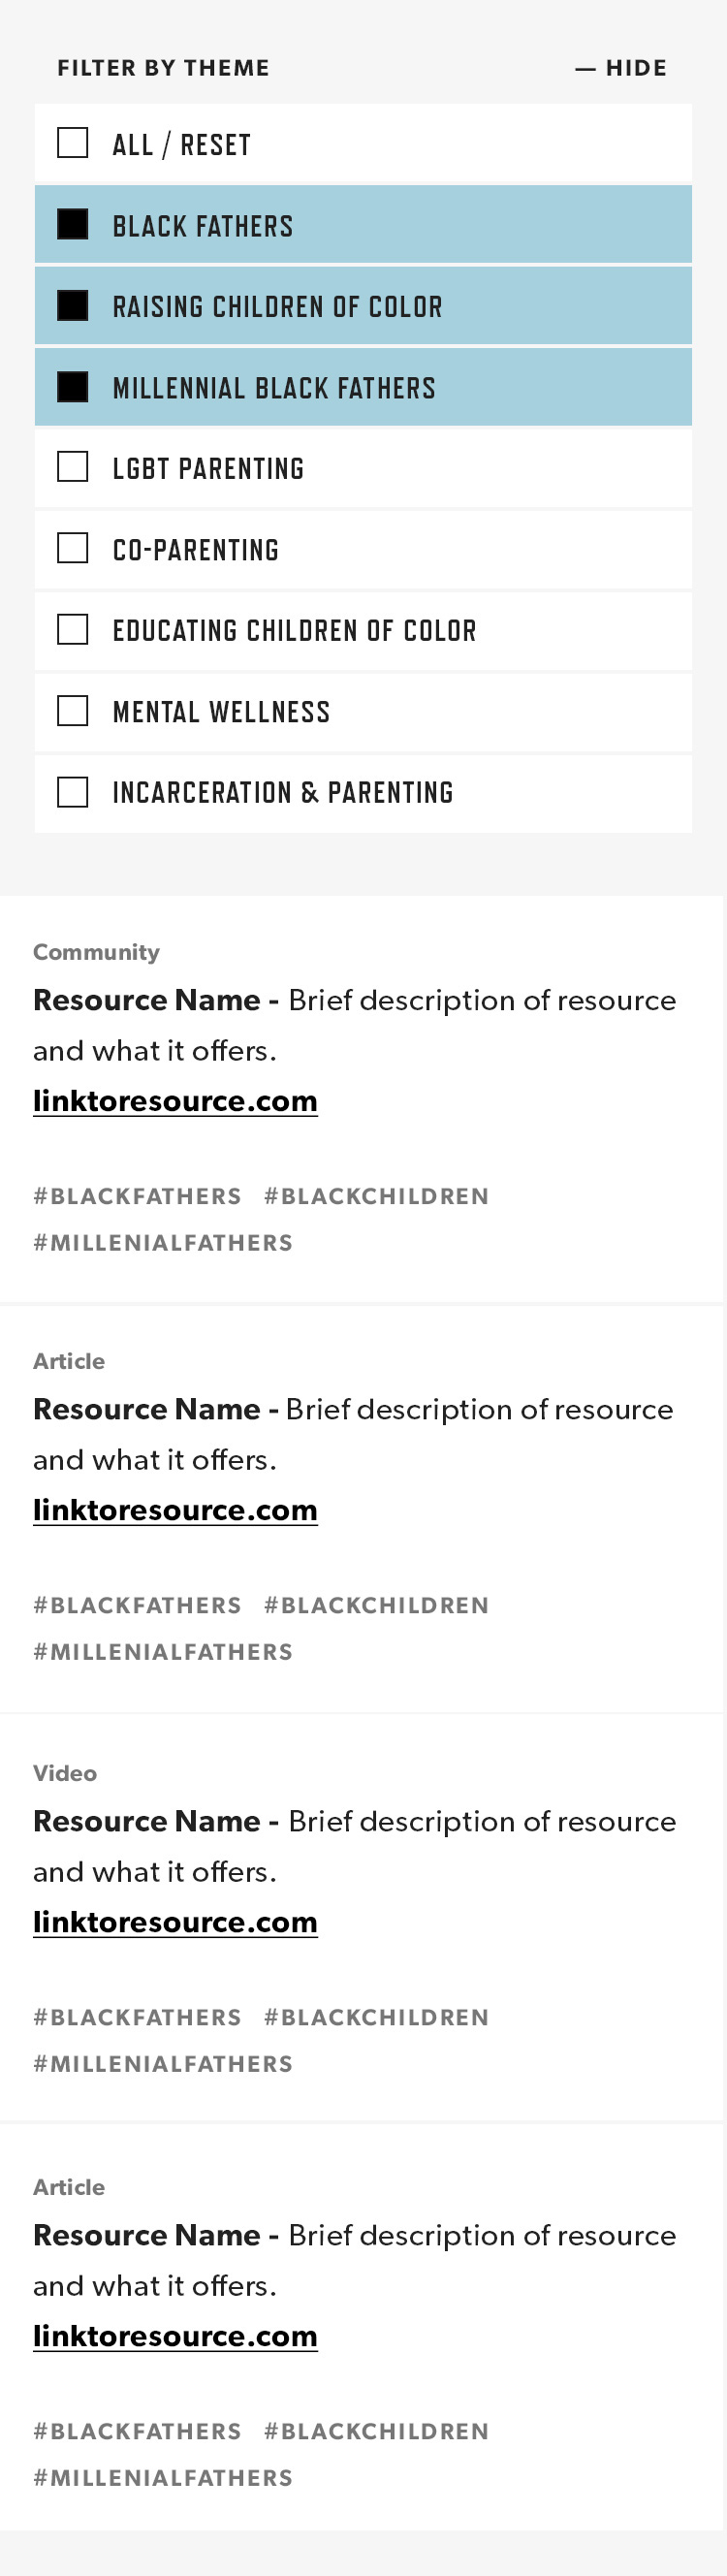 FILTER BY THEME — HIDE
ALL / RESET
BLACK FATHERS
RAISING CHILDREN OF COLOR
MILLENNIAL BLACK FATHERS
LGBT PARENTING
CO-PARENTING
EDUCATING CHILDREN OF COLOR
MENTAL WELLNESS
INCARCERATION & PARENTING
Community
Resource Name - Brief description of resource
and what it offers.
linktoresource.com
#BLACKFATHERS #BLACKCHILDREN
#MILLENIALFATHERS
Article
Resource Name - Brief description of resource
and what it offers.
linktoresource.com
#BLACKFATHERS #BLACKCHILDREN
#MILLENIALFATHERS
Video
Resource Name - Brief description of resource
and what it offers.
linktoresource.com
#BLACKFATHERS #BLACKCHILDREN
#MILLENIALFATHERS
Article
Resource Name - Brief description of resource
and what it offers.
linktoresource.com
#BLACKFATHERS #BLACKCHILDREN
#MILLENIALFATHERS